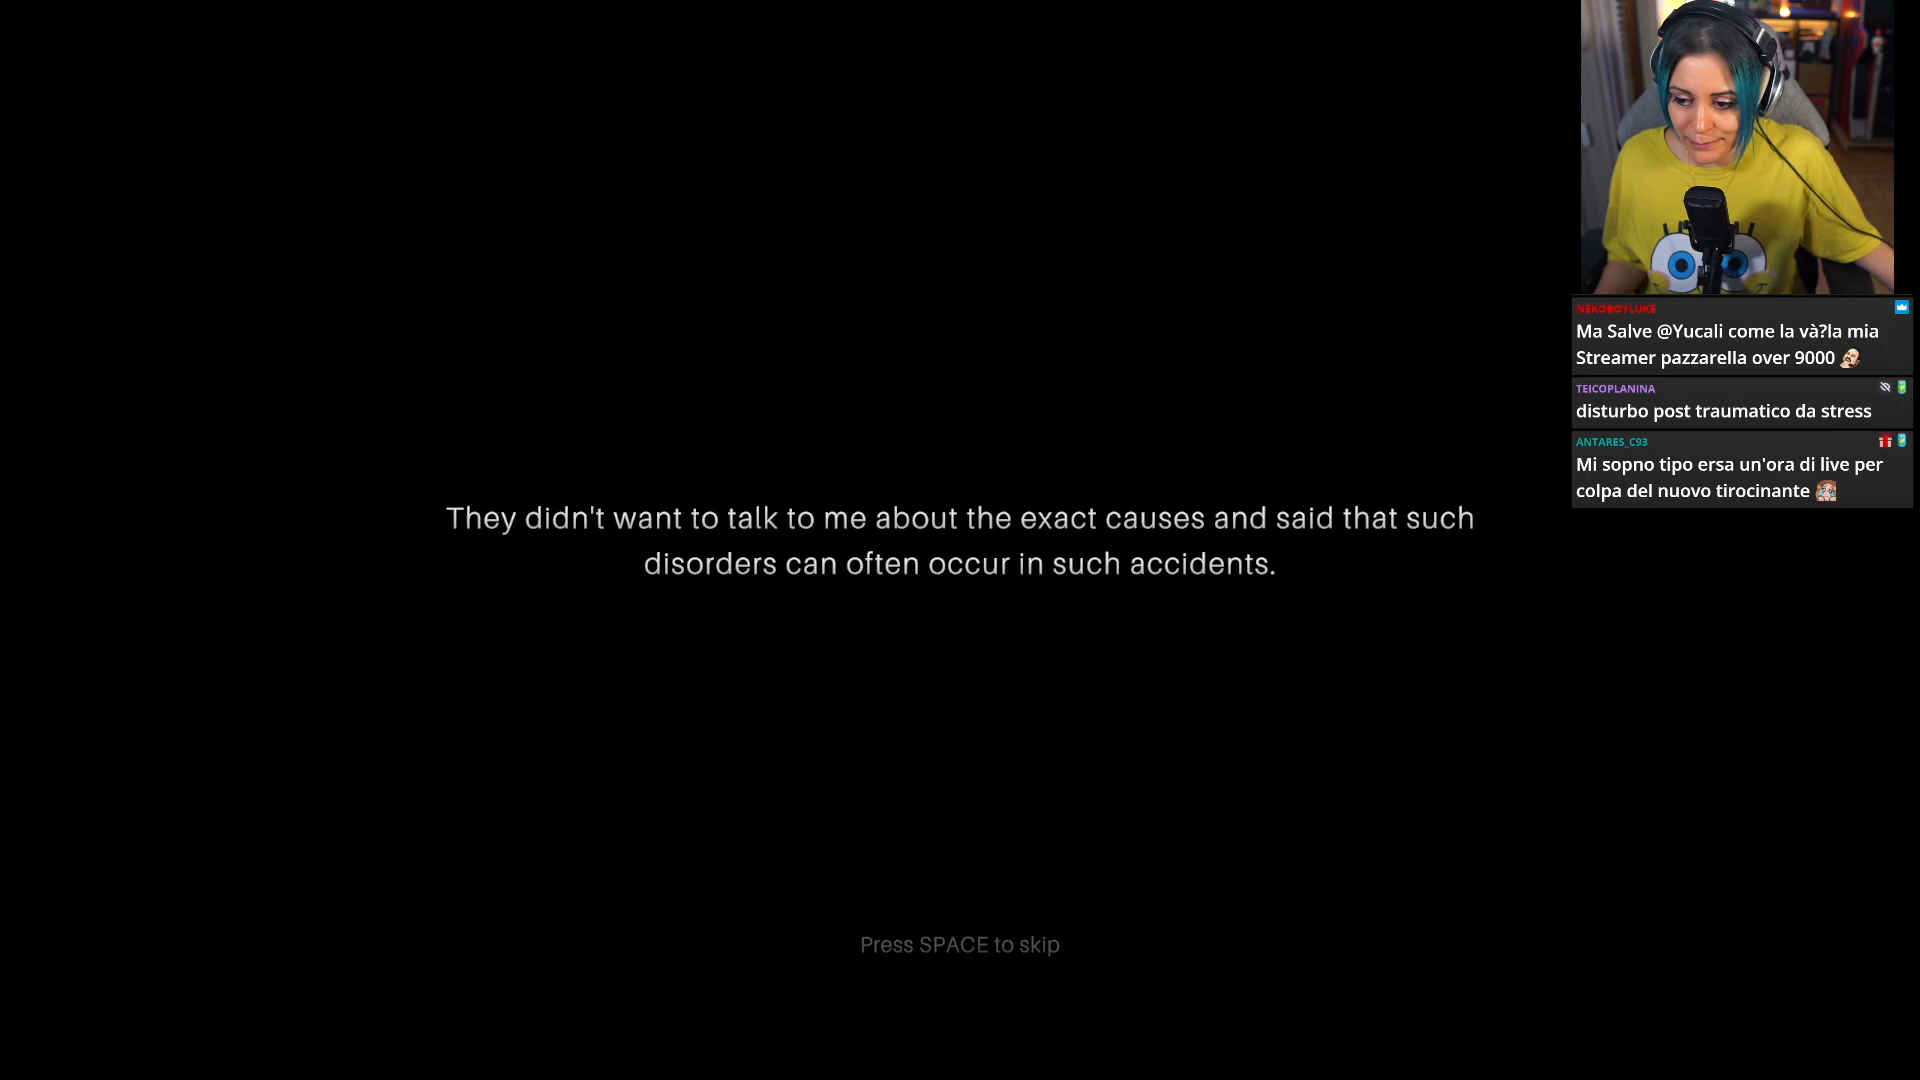 They didn't want to talk to me about the exact causes and said that such
disorders can often occur in such accidents.
Press SPACE to skip
NEKOBOYLUKE
Ma Salve @Yucali come la và?la mia
Streamer pazzarella over 9000
TEICOPLANINA
disturbo post traumatico da stress
ANTARES_C93
Mi sopno tipo ersa un'ora di live per
colpa del nuovo tirocinante